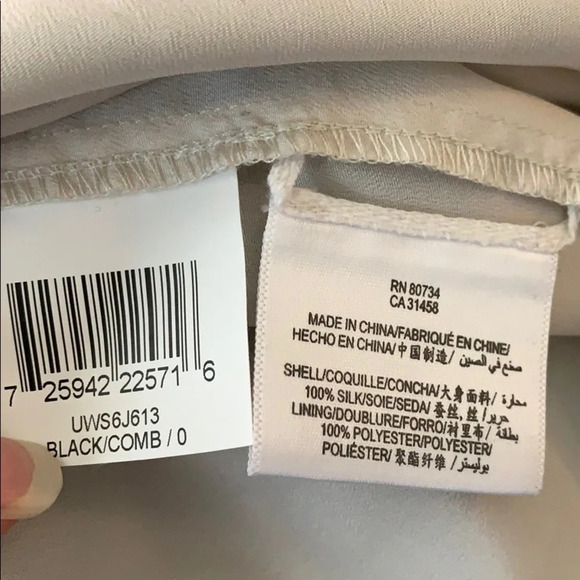 7 25942 22571 6
UWS6J613
BLACK/COMB / 0
RN 80734
CA 31458
MADE IN CHINA/FABRIQUÉ EN CHINE/
HECHO EN CHINA/中国制造/ صنع في الصين
SHELL/COQUILLE/CONCHA/大身面料/ محارة/
100% SILK/SOIE/SEDA/蚕丝, 丝/ حرير/
LINING/DOUBLURE/FORRO/衬里布/ بطانة/
100% POLYESTER/POLYESTER/
POLIÉSTER/聚酯纤维/ بوليستر/